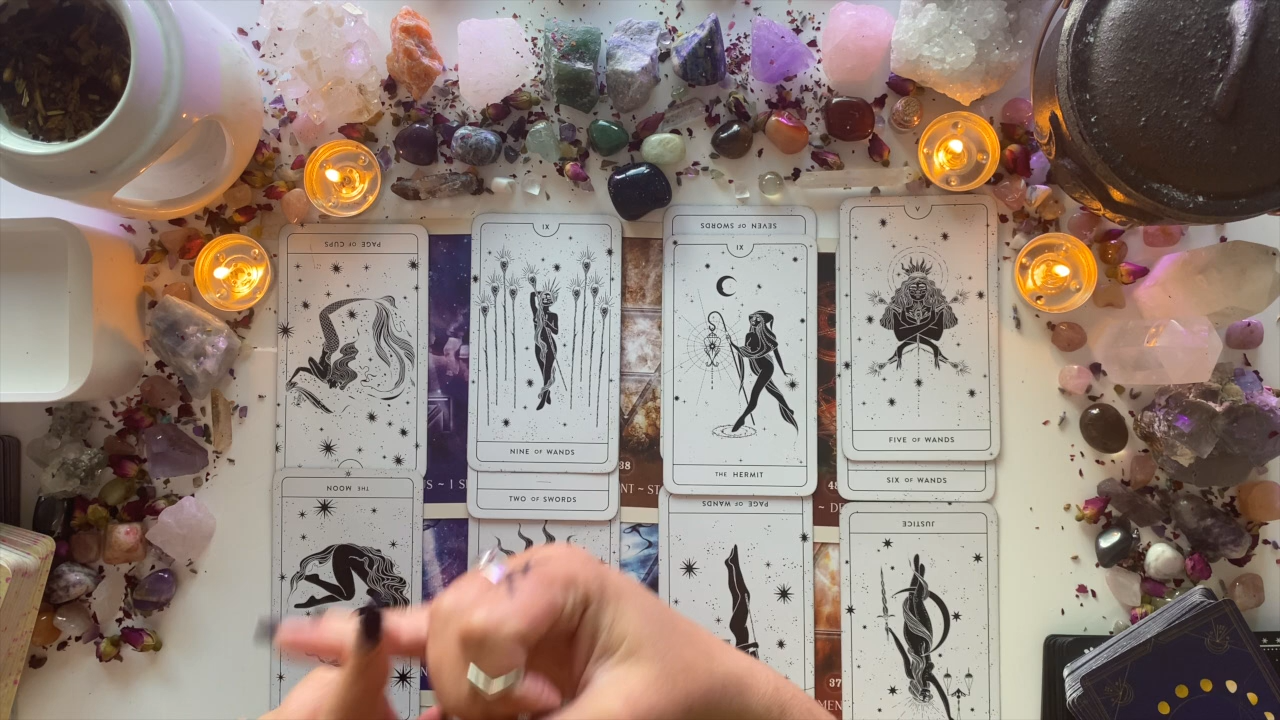 PAGE OF CUPS
XI
NINE OF WANDS
TWO OF SWORDS
SEVEN OF SWORDS
XI
THE HERMIT
V
FIVE OF WANDS
SIX OF WANDS
38
THE MOON
PAGE OF WANDS
JUSTICE
37